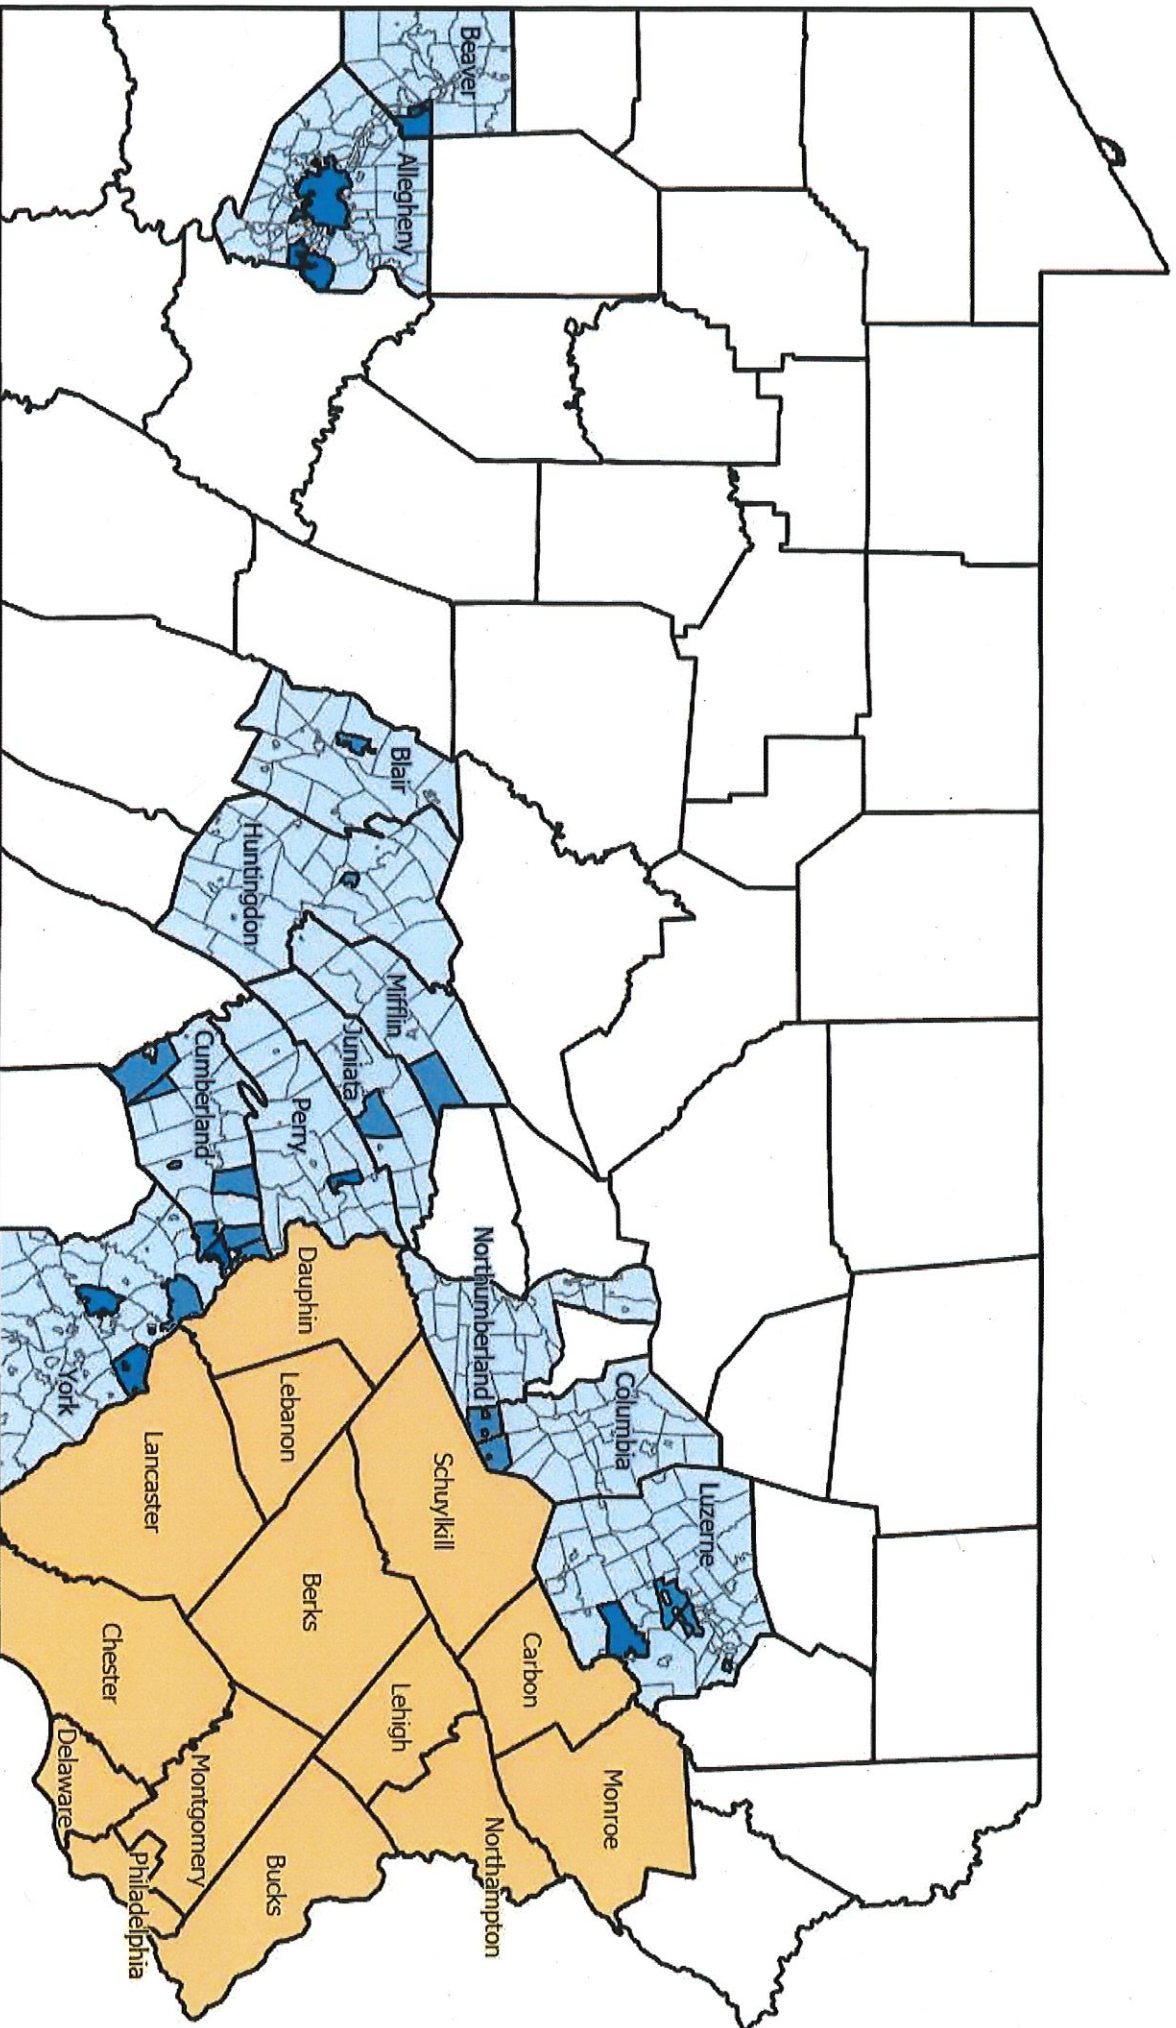 Beaver
Allegheny
Blair
Huntingdon
Mifflin
Juniata
Perry
Cumberland
York
Northumberland
Columbia
Luzerne
Dauphin
Lebanon
Lancaster
Schuylkill
Berks
Chester
Carbon
Lehigh
Monroe
Northampton
Montgomery
Bucks
Delaware
Philadelphia